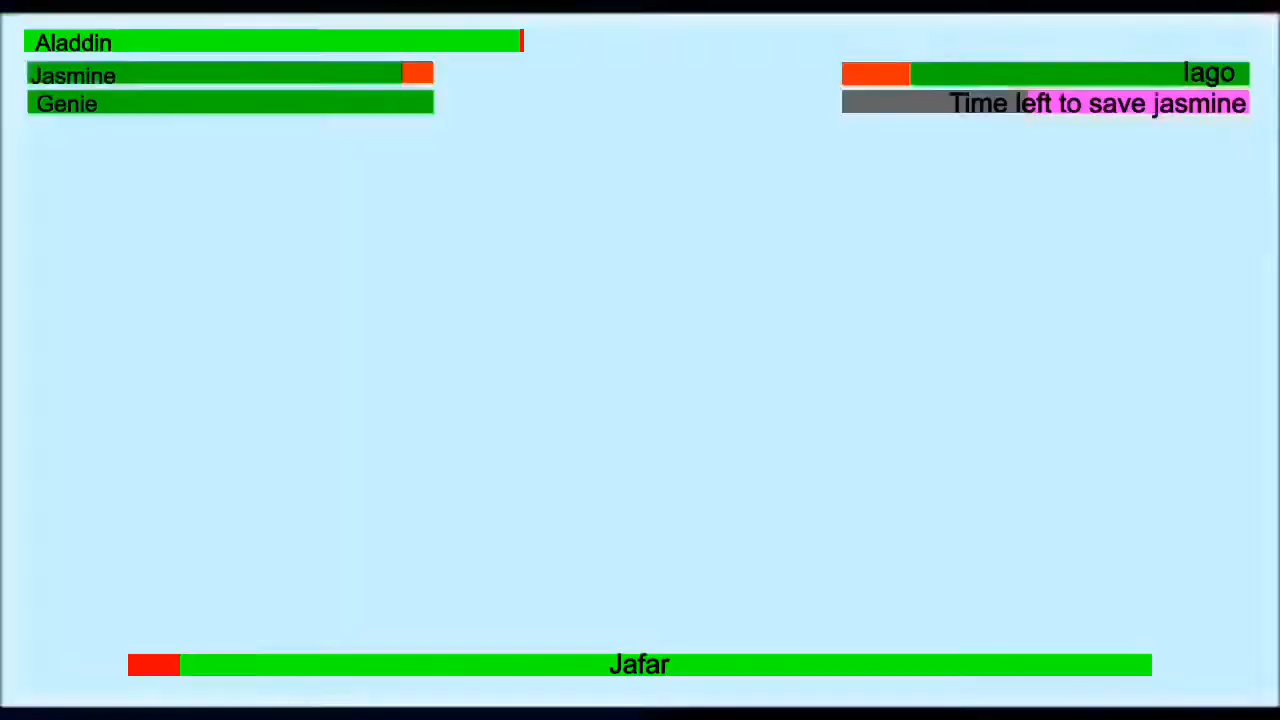 Aladdin
Jasmine
Genie
Iago
Time left to save jasmine
Jafar